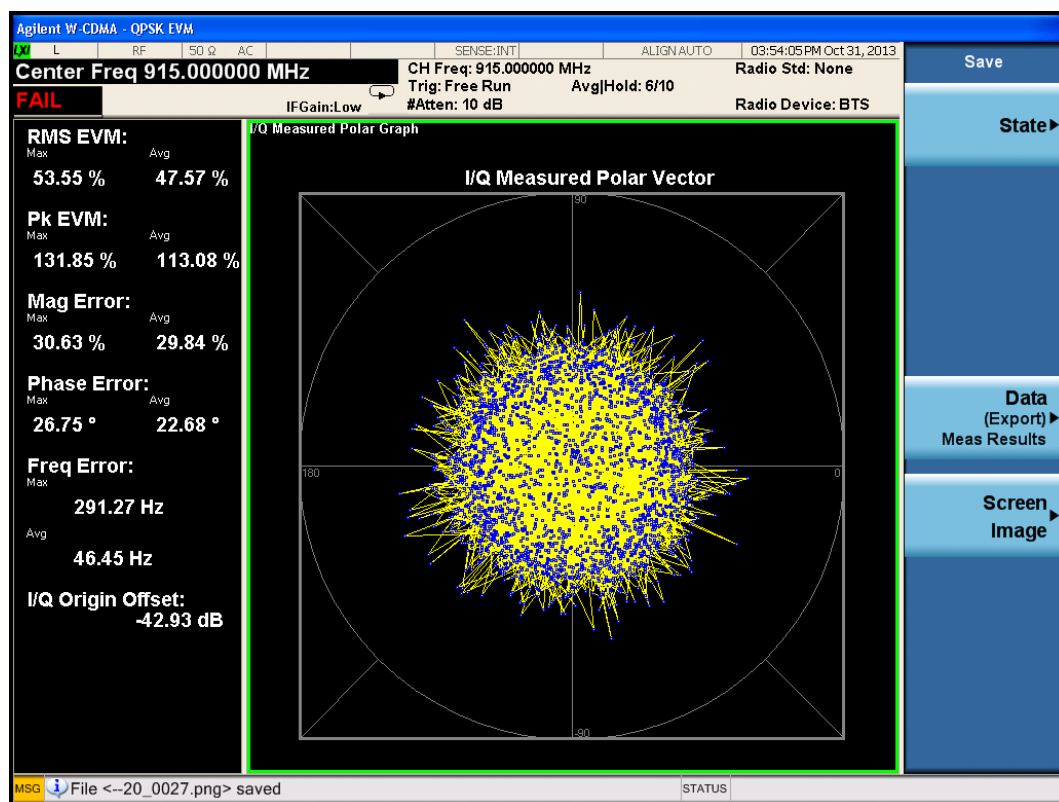 Agilent W-CDMA - QPSK EVM
LXI L RF 50 Ω AC SENSE:INT ALIGN AUTO 03:54:05 PM Oct 31, 2013
Center Freq 915.000000 MHz
CH Freq: 915.000000 MHz
Radio Std: None
Trig: Free Run Avg|Hold: 6/10
FAIL
IFGain:Low
#Atten: 10 dB
Radio Device: BTS
RMS EVM:
Max Avg
53.55 % 47.57 %
Pk EVM:
Max Avg
131.85 % 113.08 %
Mag Error:
Max Avg
30.63 % 29.84 %
Phase Error:
Max Avg
26.75 ° 22.68 °
Freq Error:
Max
291.27 Hz
Avg
46.45 Hz
I/Q Origin Offset:
-42.93 dB
I/Q Measured Polar Graph
I/Q Measured Polar Vector
90
180
0
-90
Save
State
Data
(Export)
Meas Results
Screen
Image
MSG File <--20_0027.png> saved STATUS